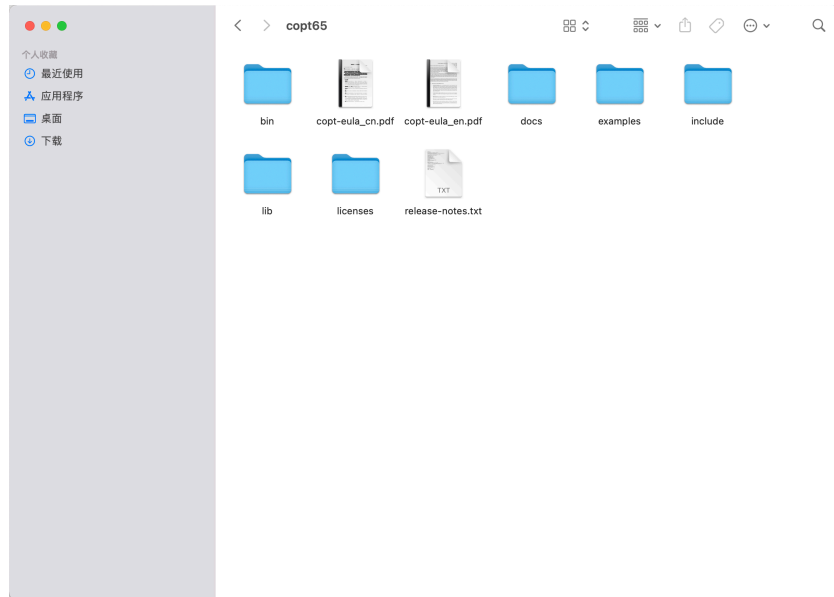 copt65
个人收藏
最近使用
应用程序
桌面
下载
bin
copt-eula_cn.pdf
copt-eula_en.pdf
docs
examples
include
lib
licenses
TXT
release-notes.txt